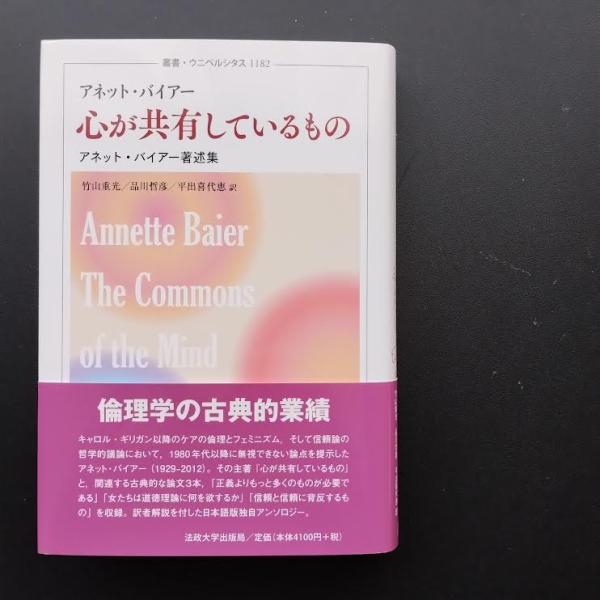 叢書・ウニベルシタス 1182
アネット・バイアー
心が共有しているもの
アネット・バイアー著述集
竹山重光／品川哲彦／平出喜代恵 訳
Annette Baier
The Commons
of the Mind
倫理学の古典的業績
キャロル・ギリガン以降のケアの倫理とフェミニズム，そして信頼論の
哲学的議論において，1980年代以降に無視できない論点を提示した
アネット・バイアー（1929-2012）。その主著「心が共有しているもの」
と，関連する古典的な論文3本，「正義よりもっと多くのものが必要で
ある」「女たちは道徳理論に何を欲するか」「信頼と信頼に背反するも
の」を収録。訳者解説を付した日本語版独自アンソロジー。
法政大学出版局／定価（本体4100円＋税）